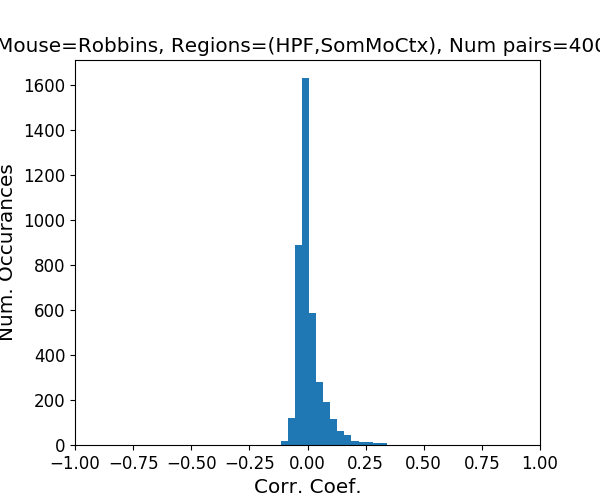 Mouse=Robbins, Regions=(HPF,SomMoCtx), Num pairs=400
1600
1400
1200
1000
800
600
400
200
0
Num. Occurances
−1.00 −0.75 −0.50 −0.25 0.00 0.25 0.50 0.75 1.00
Corr. Coef.